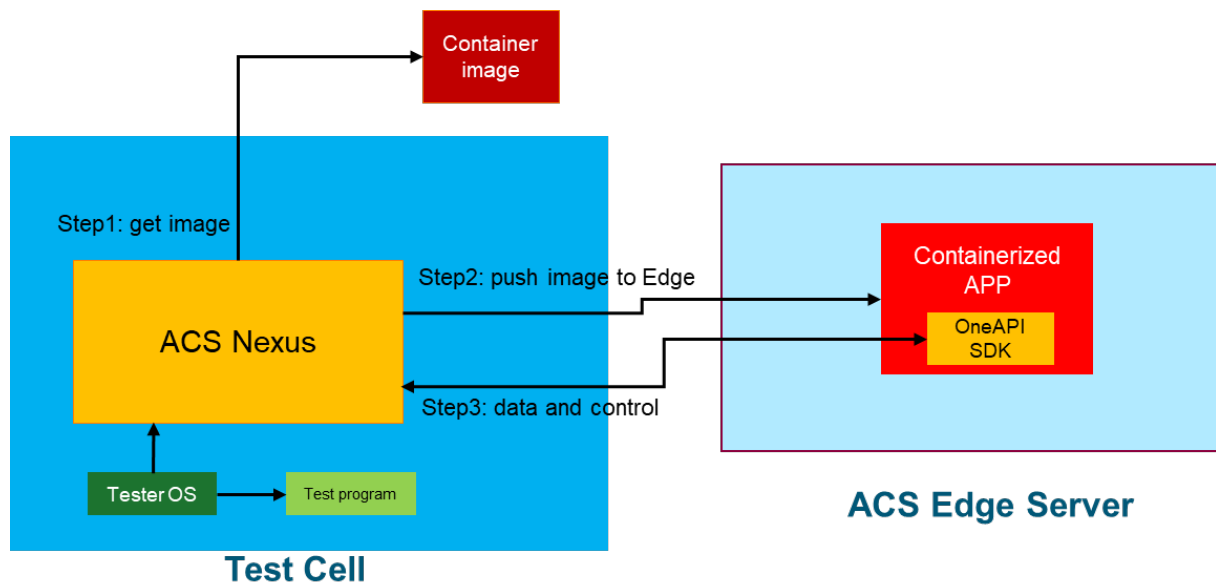 Container
image
Step1: get image
Step2: push image to Edge
Containerized
APP
ACS Nexus
OneAPI
SDK
Step3: data and control
Tester OS
Test program
ACS Edge Server
Test Cell